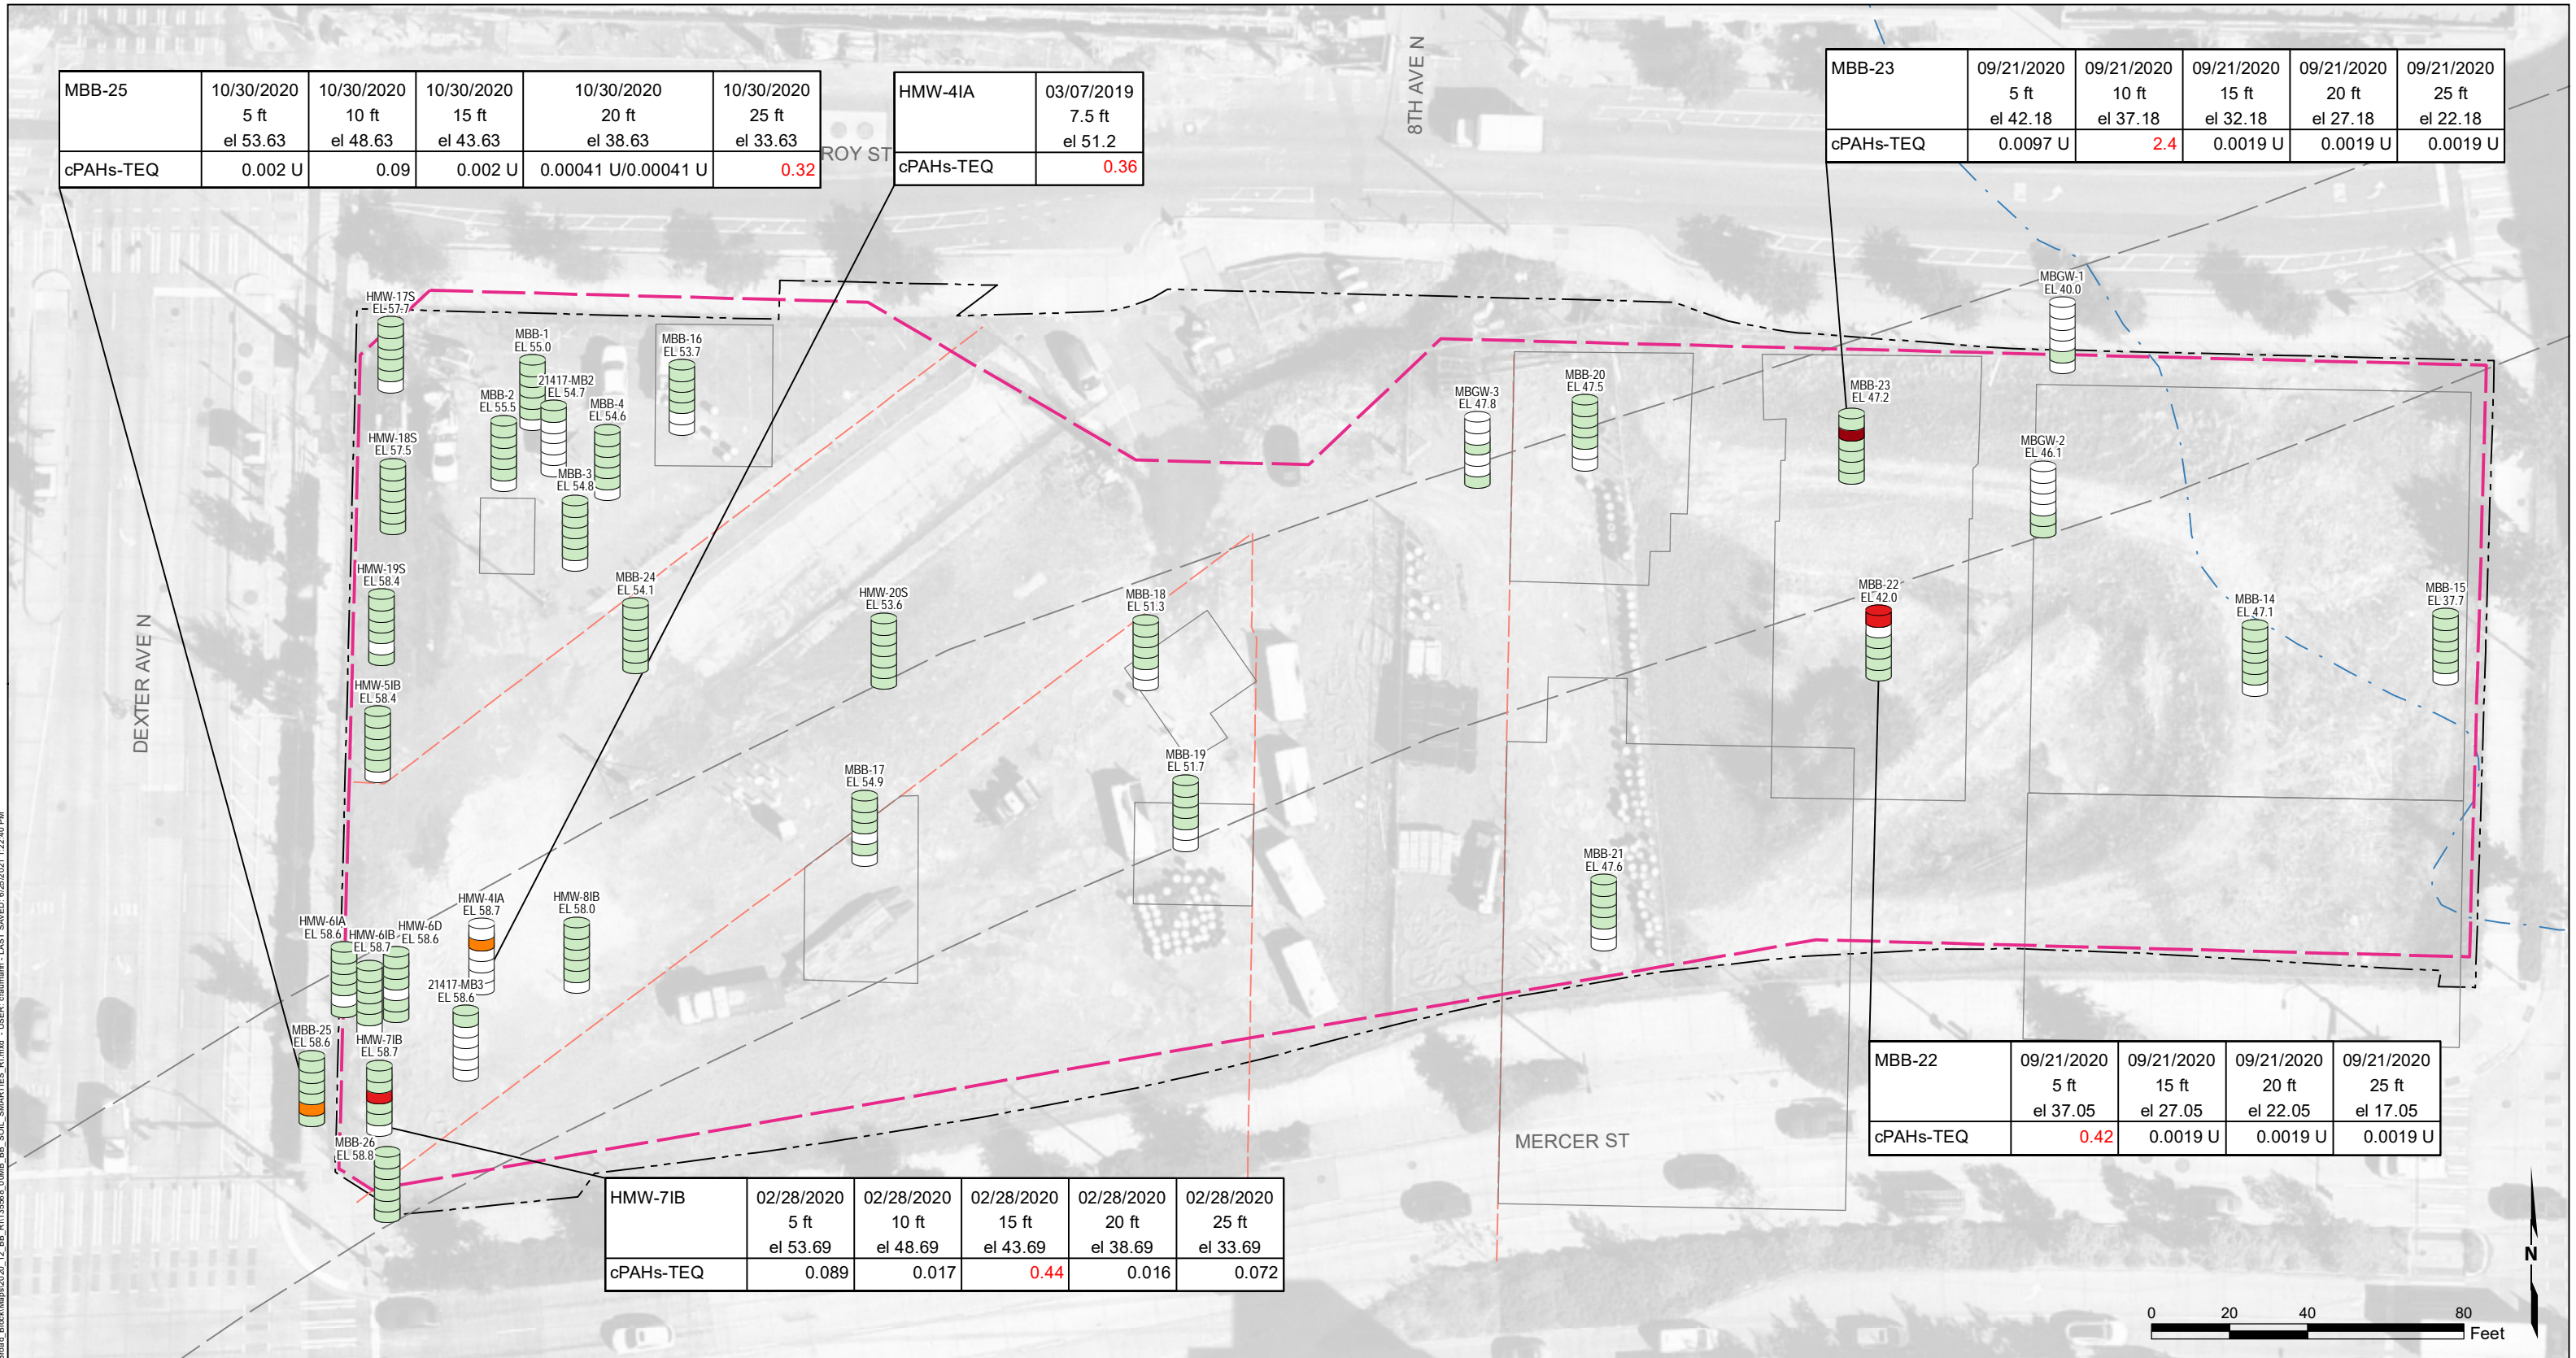 MBB-25 10/30/2020 10/30/2020 10/30/2020 10/30/2020 10/30/2020
5 ft 10 ft 15 ft 20 ft 25 ft
el 53.63 el 48.63 el 43.63 el 38.63 el 33.63
cPAHs-TEQ 0.002 U 0.09 0.002 U 0.00041 U/0.00041 U 0.32
HMW-4IA 03/07/2019
7.5 ft
el 51.2
cPAHs-TEQ 0.36
MBB-23 09/21/2020 09/21/2020 09/21/2020 09/21/2020 09/21/2020
5 ft 10 ft 15 ft 20 ft 25 ft
el 42.18 el 37.18 el 32.18 el 27.18 el 22.18
cPAHs-TEQ 0.0097 U 2.4 0.0019 U 0.0019 U 0.0019 U
ROY ST
8TH AVE N
DEXTER AVE N
HMW-17S
EL 57.7
MBB-1
EL 55.0
21417-MB2
EL 54.7
MBB-2
EL 55.5
MBB-4
EL 54.6
MBB-16
EL 53.7
HMW-18S
EL 57.5
MBB-3
EL 54.8
MBGW-1
EL 40.0
MBGW-3
EL 47.8
MBB-20
EL 47.5
MBB-23
EL 47.2
MBGW-2
EL 46.1
HMW-19S
EL 58.4
MBB-24
EL 54.1
HMW-20S
EL 53.6
MBB-18
EL 51.3
MBB-22
EL 42.0
MBB-14
EL 47.1
MBB-15
EL 37.7
HMW-5IB
EL 58.4
MBB-17
EL 54.9
MBB-19
EL 51.7
MBB-21
EL 47.6
HMW-6IA
EL 58.6
HMW-6IB
EL 58.7
HMW-6D
EL 58.6
HMW-4IA
EL 58.7
HMW-8IB
EL 58.0
21417-MB3
EL 58.6
MBB-25
EL 58.6
HMW-7IB
EL 58.7
MBB-26
EL 58.8
MERCER ST
MBB-22 09/21/2020 09/21/2020 09/21/2020 09/21/2020
5 ft 15 ft 20 ft 25 ft
el 37.05 el 27.05 el 22.05 el 17.05
cPAHs-TEQ 0.42 0.0019 U 0.0019 U 0.0019 U
HMW-7IB 02/28/2020 02/28/2020 02/28/2020 02/28/2020 02/28/2020
5 ft 10 ft 15 ft 20 ft 25 ft
el 53.69 el 48.69 el 43.69 el 38.69 el 33.69
cPAHs-TEQ 0.089 0.017 0.44 0.016 0.072
N
0 20 40 80
Feet